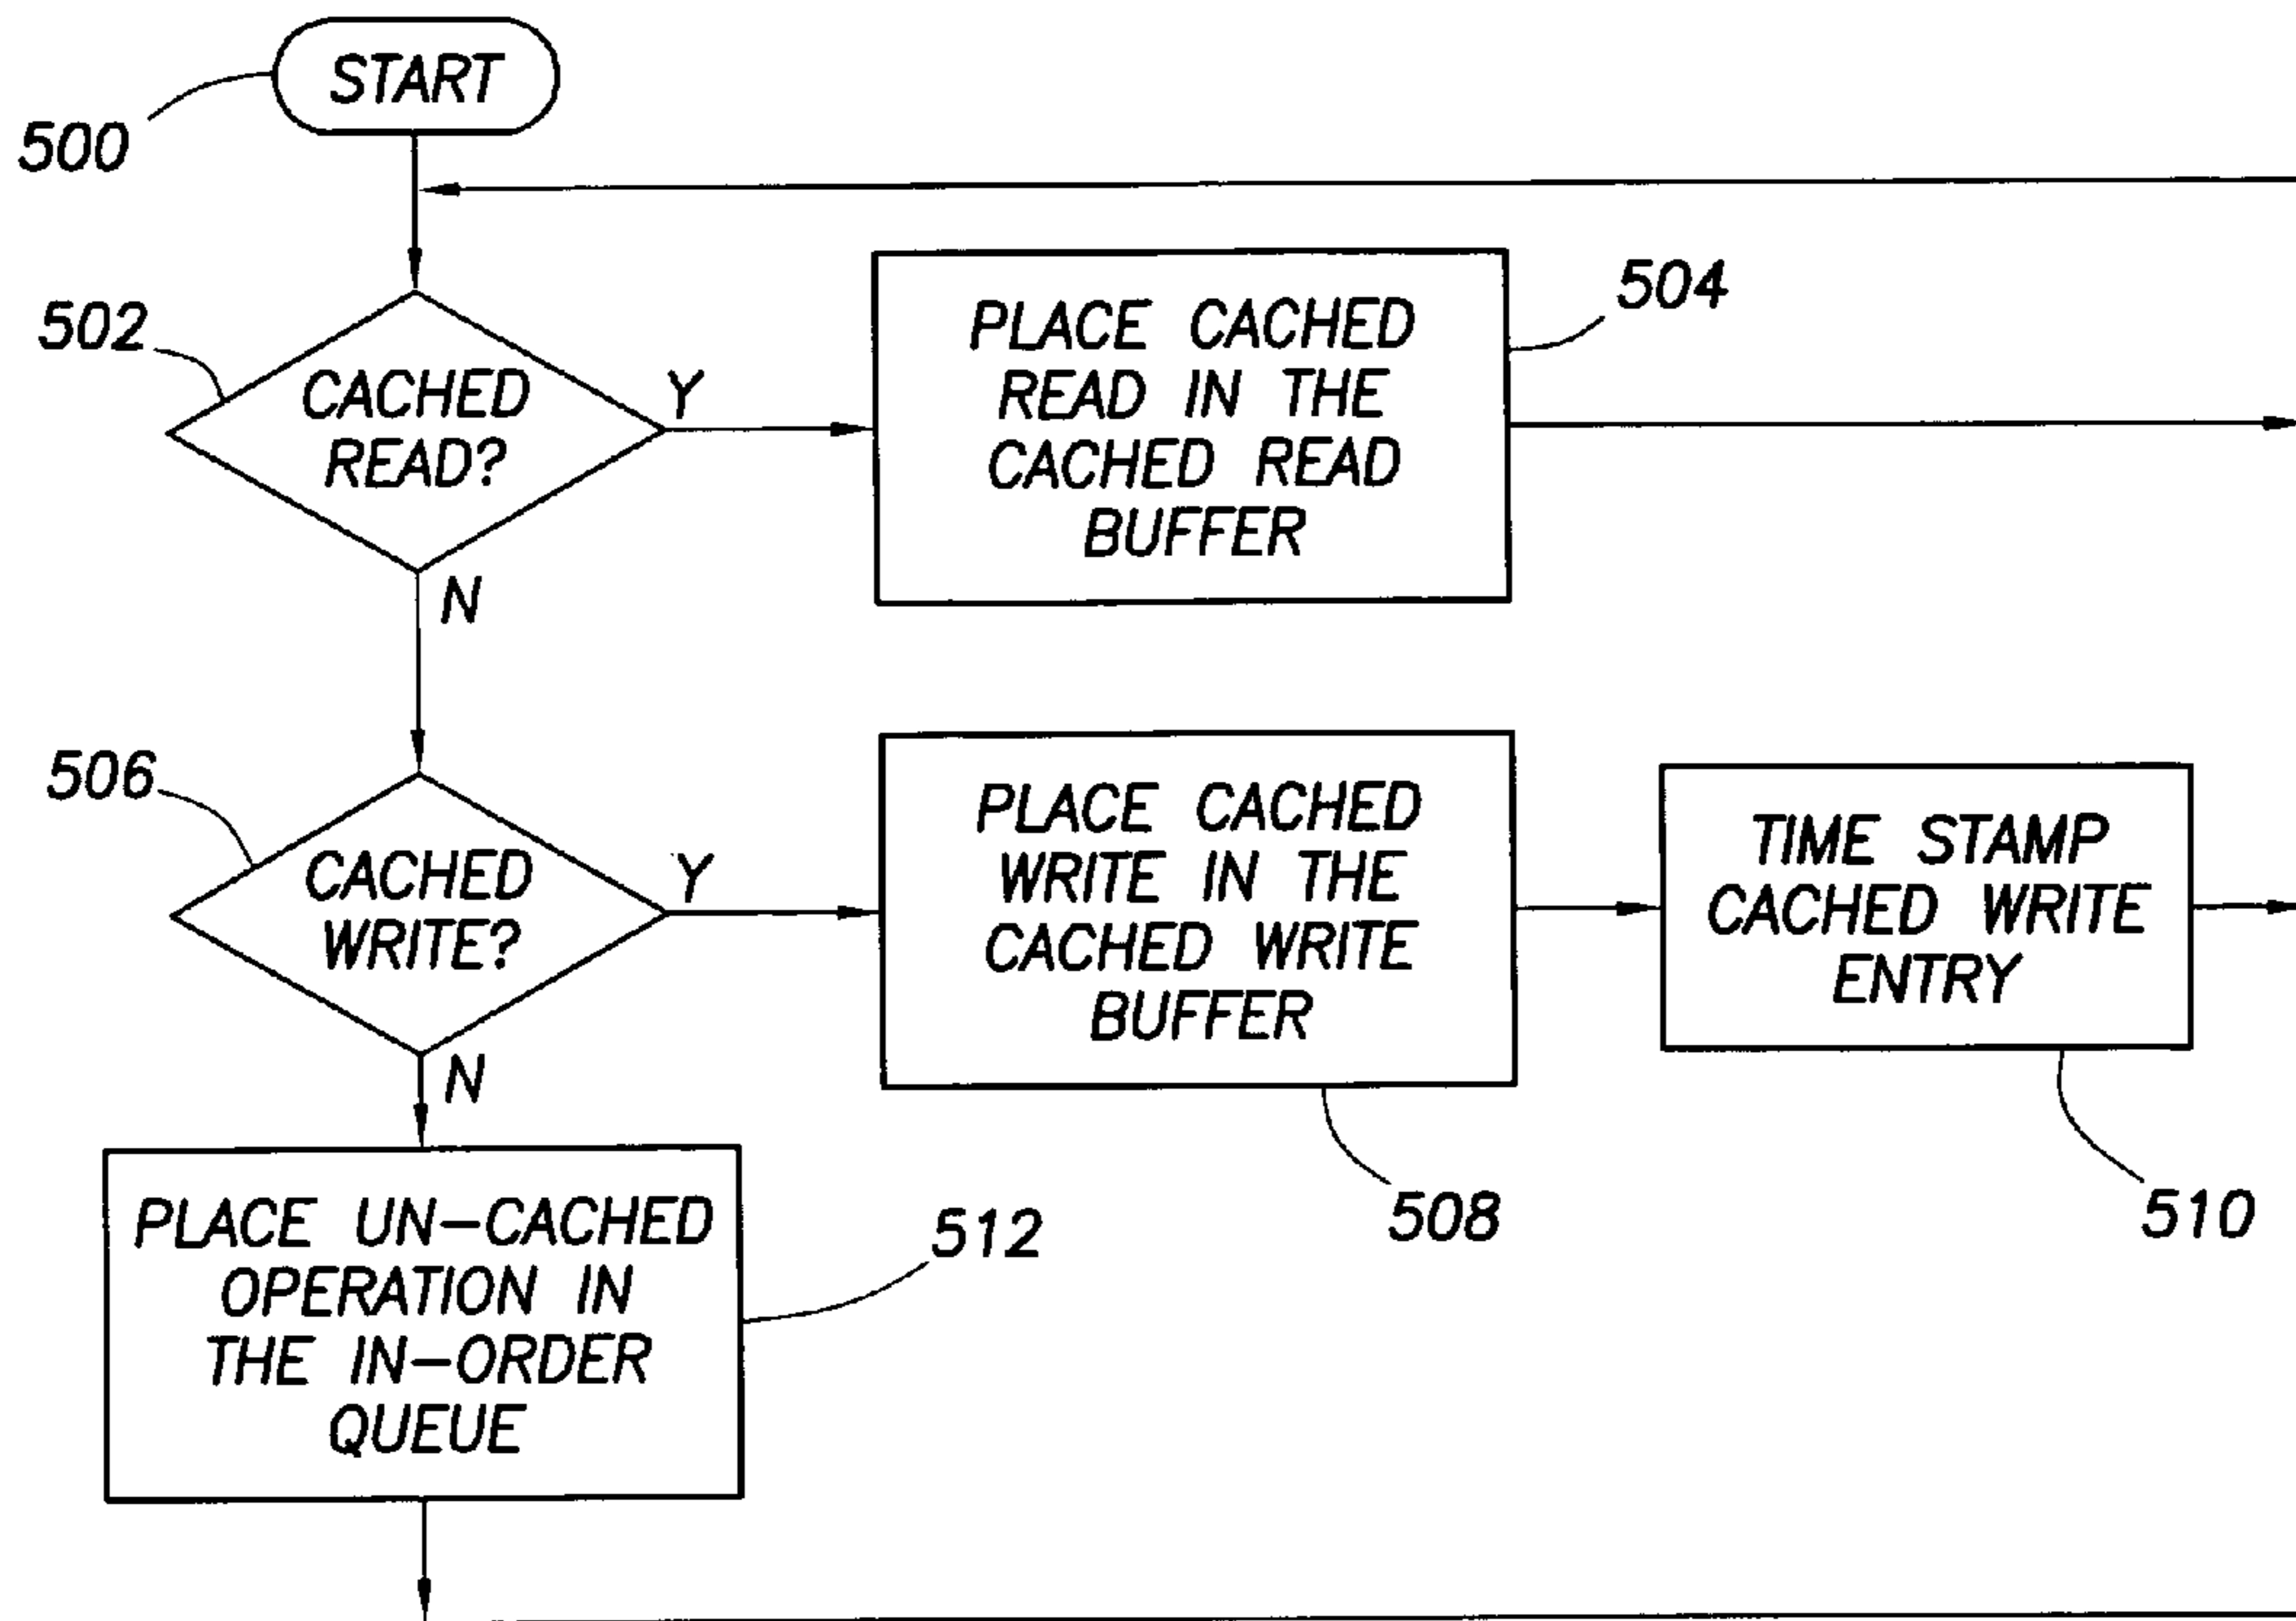 START
500
502
CACHED
READ?
Y
N
PLACE CACHED
READ IN THE
CACHED READ
BUFFER
504
506
CACHED
WRITE?
Y
N
PLACE CACHED
WRITE IN THE
CACHED WRITE
BUFFER
508
TIME STAMP
CACHED WRITE
ENTRY
510
PLACE UN-CACHED
OPERATION IN
THE IN-ORDER
QUEUE
512